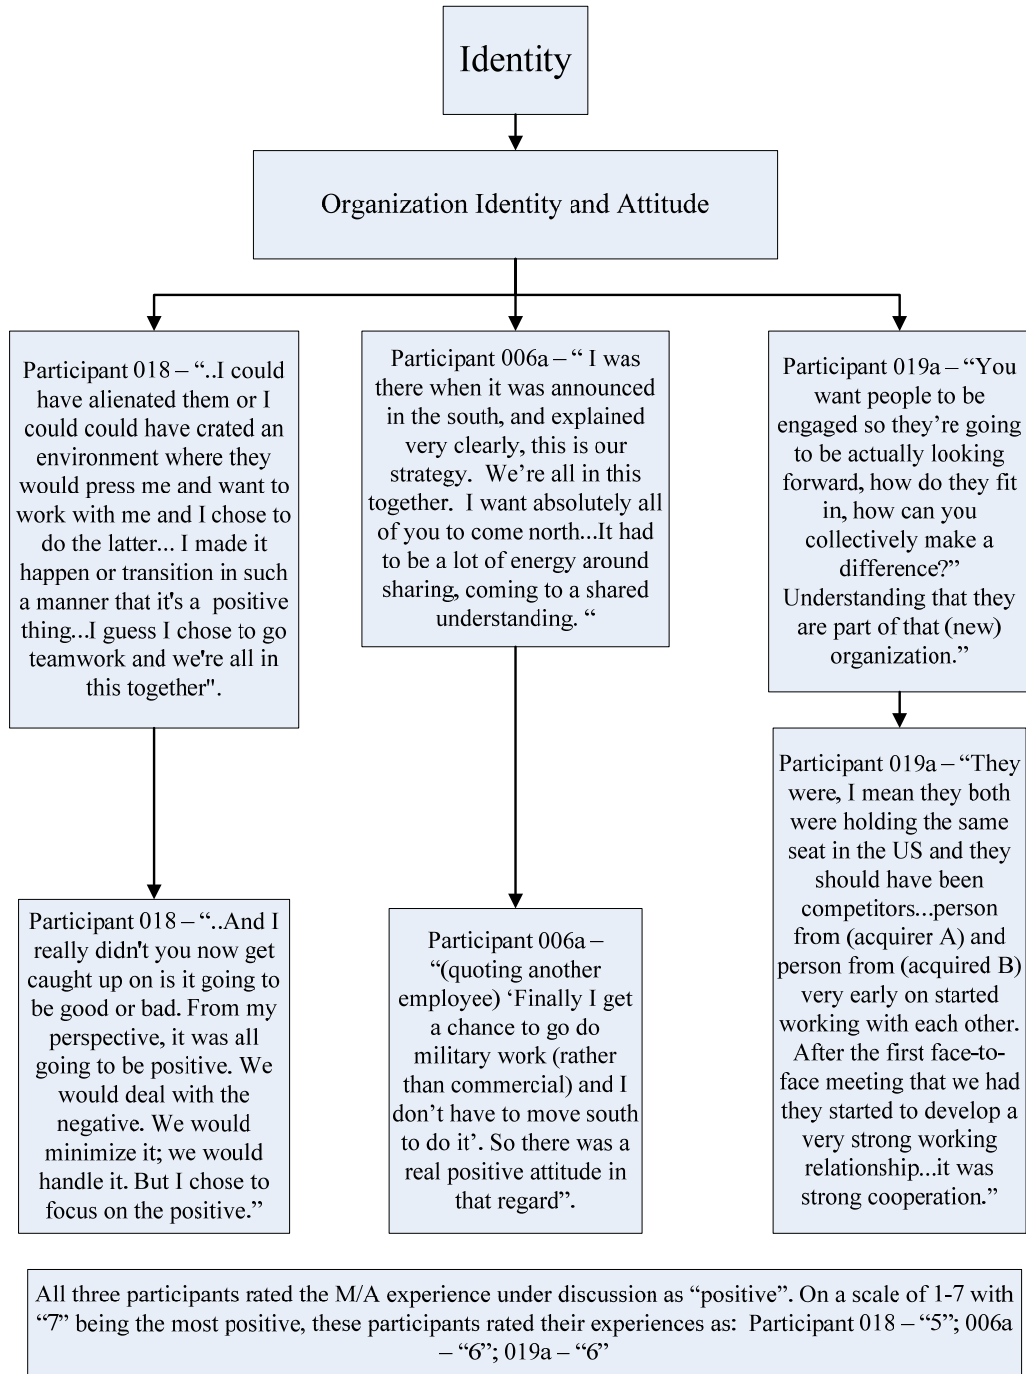 Identity
Organization Identity and Attitude
Participant 018 – “..I could
have alienated them or I
could could have crated an
environment where they
would press me and want to
work with me and I chose to
do the latter... I made it
happen or transition in such
a manner that it's a positive
thing...I guess I chose to go
teamwork and we're all in
this together".
Participant 006a – “ I was
there when it was announced
in the south, and explained
very clearly, this is our
strategy. We’re all in this
together. I want absolutely all
of you to come north...It had
to be a lot of energy around
sharing, coming to a shared
understanding. “
Participant 019a – “You
want people to be
engaged so they’re going
to be actually looking
forward, how do they fit
in, how can you
collectively make a
difference?”
Understanding that they
are part of that (new)
organization.”
Participant 018 – “..And I
really didn't you now get
caught up on is it going to
be good or bad. From my
perspective, it was all
going to be positive. We
would deal with the
negative. We would
minimize it; we would
handle it. But I chose to
focus on the positive.”
Participant 006a –
“(quoting another
employee) ‘Finally I get
a chance to go do
military work (rather
than commercial) and I
don’t have to move south
to do it’. So there was a
real positive attitude in
that regard”.
Participant 019a – “They
were, I mean they both
were holding the same
seat in the US and they
should have been
competitors...person
from (acquirer A) and
person from (acquired B)
very early on started
working with each other.
After the first face-to-
face meeting that we had
they started to develop a
very strong working
relationship...it was
strong cooperation.”
All three participants rated the M/A experience under discussion as “positive”. On a scale of 1-7 with
“7” being the most positive, these participants rated their experiences as: Participant 018 – “5”; 006a
– “6”; 019a – “6”